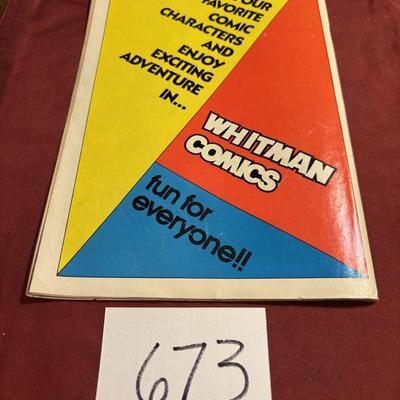 FAVORITE
COMIC
CHARACTERS
AND
ENJOY
EXCITING
ADVENTURE
IN...
WHITMAN
COMICS
fun for
everyone!!
673